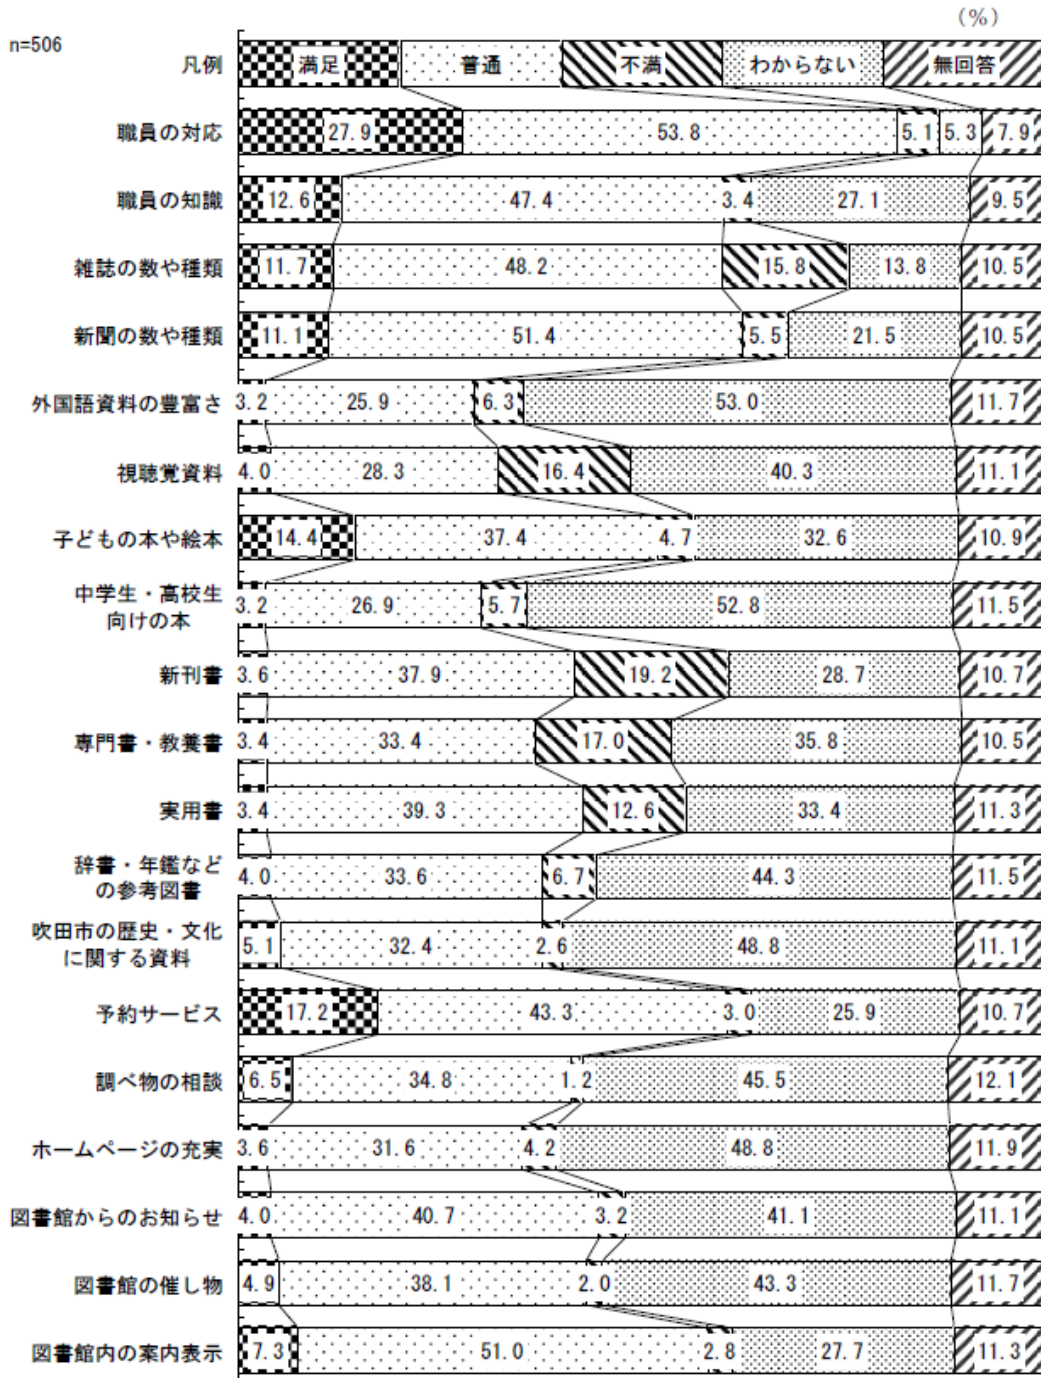 (%)
n=506
凡例 満足 普通 不満 わからない 無回答
職員の対応 27.9 53.8 5.1 5.3 7.9
職員の知識 12.6 47.4 3.4 27.1 9.5
雑誌の数や種類 11.7 48.2 15.8 13.8 10.5
新聞の数や種類 11.1 51.4 5.5 21.5 10.5
外国語資料の豊富さ 3.2 25.9 6.3 53.0 11.7
視聴覚資料 4.0 28.3 16.4 40.3 11.1
子どもの本や絵本 14.4 37.4 4.7 32.6 10.9
中学生・高校生
向けの本 3.2 26.9 5.7 52.8 11.5
新刊書 3.6 37.9 19.2 28.7 10.7
専門書・教養書 3.4 33.4 17.0 35.8 10.5
実用書 3.4 39.3 12.6 33.4 11.3
辞書・年鑑など
の参考図書 4.0 33.6 6.7 44.3 11.5
吹田市の歴史・文化
に関する資料 5.1 32.4 2.6 48.8 11.1
予約サービス 17.2 43.3 3.0 25.9 10.7
調べ物の相談 6.5 34.8 1.2 45.5 12.1
ホームページの充実 3.6 31.6 4.2 48.8 11.9
図書館からのお知らせ 4.0 40.7 3.2 41.1 11.1
図書館の催し物 4.9 38.1 2.0 43.3 11.7
図書館内の案内表示 7.3 51.0 2.8 27.7 11.3